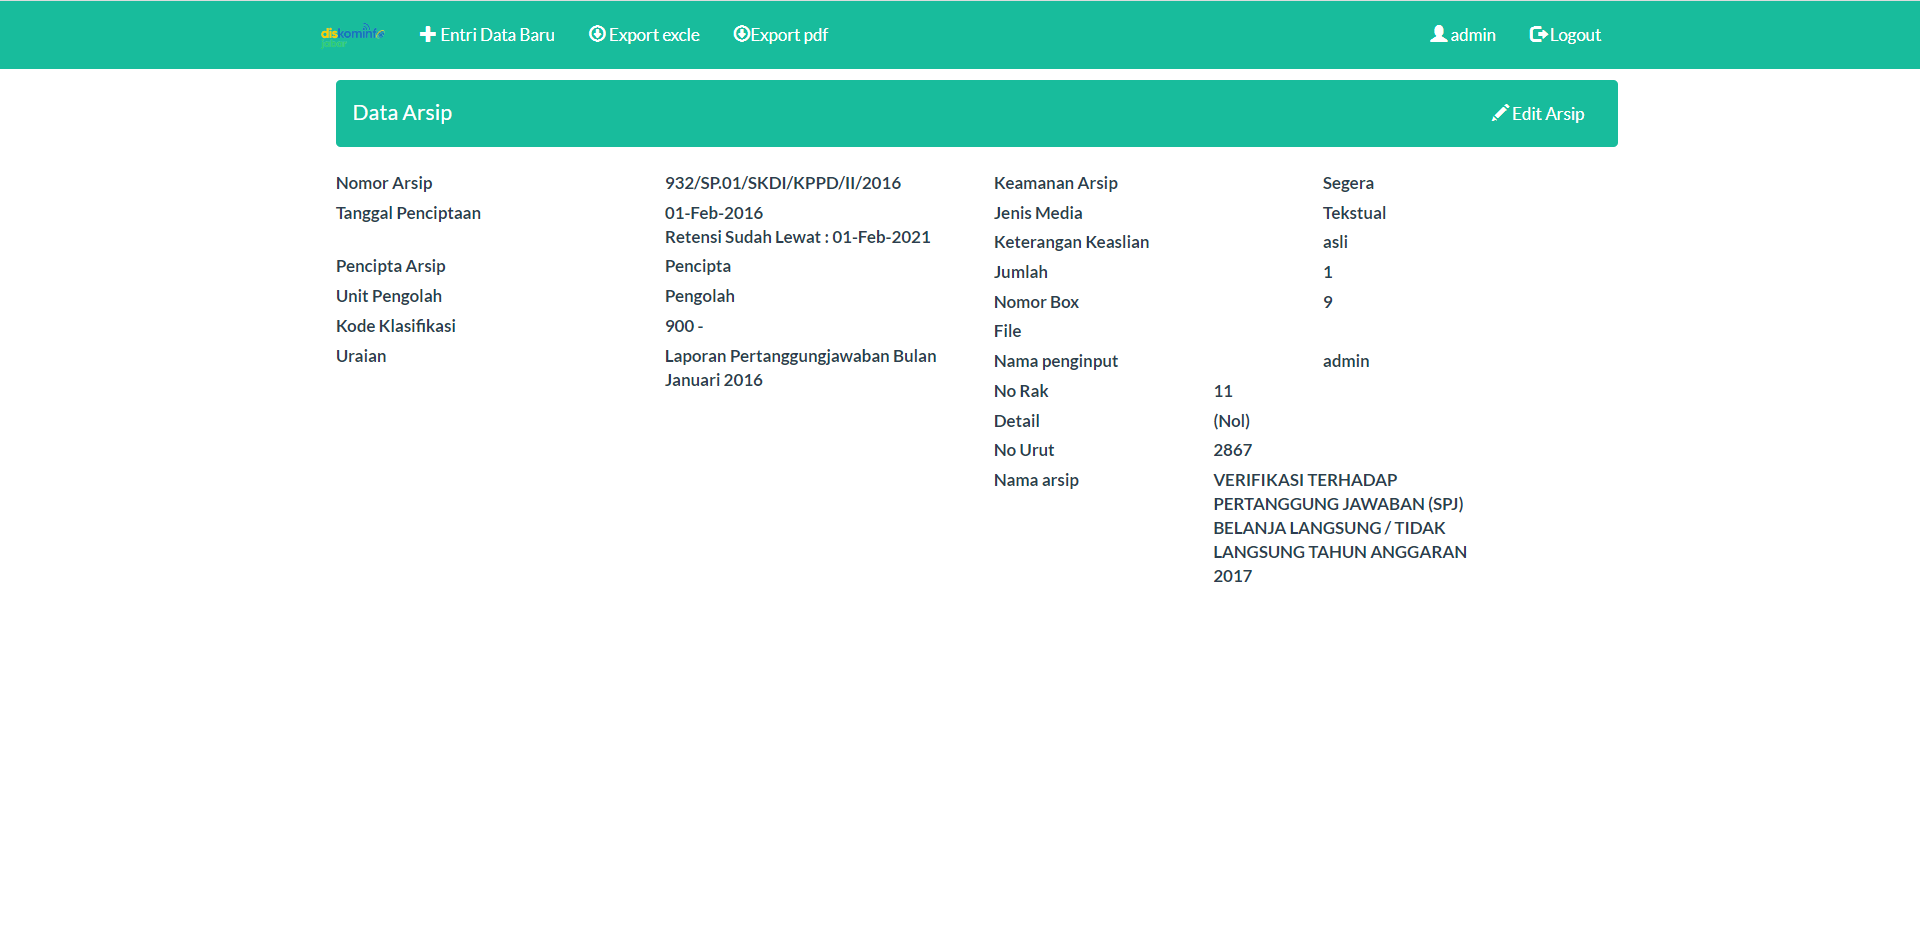 diskominfo
jabar
Entri Data Baru
Export excle
Export pdf
admin
Logout
Data Arsip
Edit Arsip
Nomor Arsip 932/SP.01/SKDI/KPPD/II/2016
Tanggal Penciptaan 01-Feb-2016
Retensi Sudah Lewat : 01-Feb-2021
Pencipta Arsip Pencipta
Unit Pengolah Pengolah
Kode Klasifikasi 900 -
Uraian Laporan Pertanggungjawaban Bulan
Januari 2016
Keamanan Arsip Segera
Jenis Media Tekstual
Keterangan Keaslian asli
Jumlah 1
Nomor Box 9
File
Nama penginput admin
No Rak 11
Detail (Nol)
No Urut 2867
Nama arsip VERIFIKASI TERHADAP
PERTANGGUNG JAWABAN (SPJ)
BELANJA LANGSUNG / TIDAK
LANGSUNG TAHUN ANGGARAN
2017